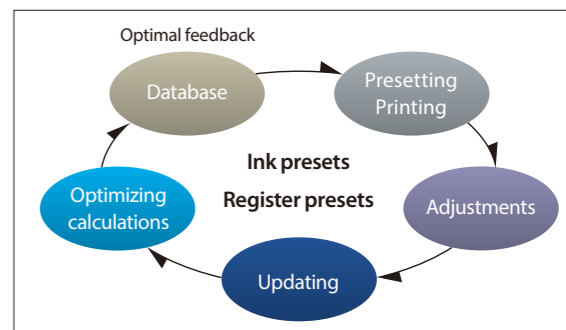 Optimal feedback
Database
Presetting
Printing
Ink presets
Register presets
Optimizing
calculations
Adjustments
Updating